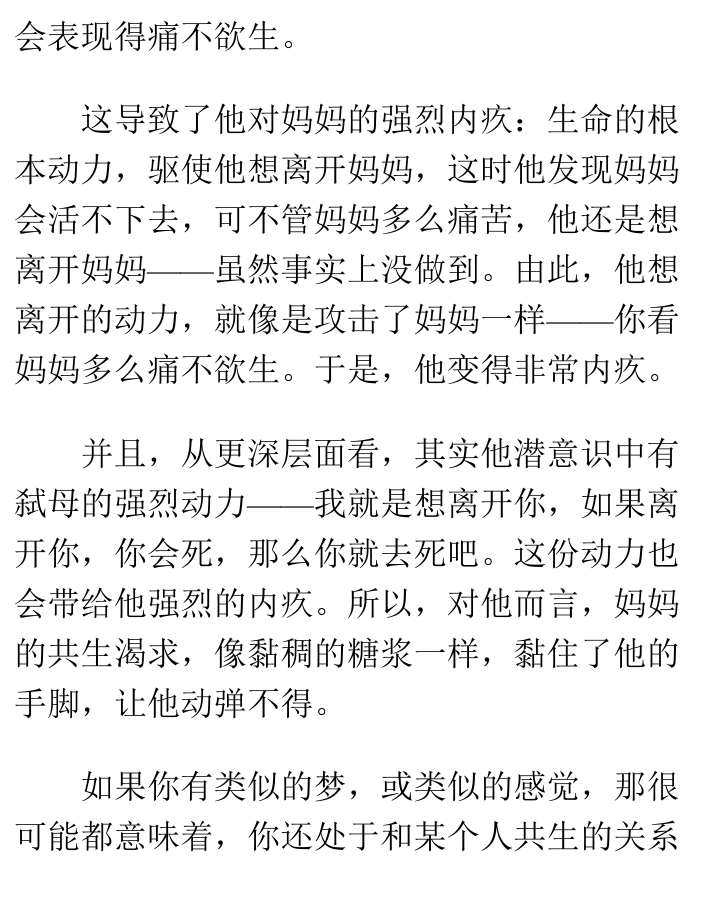 会表现得痛不欲生。
这导致了他对妈妈的强烈内疚：生命的根
本动力，驱使他想离开妈妈，这时他发现妈妈
会活不下去，可不管妈妈多么痛苦，他还是想
离开妈妈——虽然事实上没做到。由此，他想
离开的动力，就像是攻击了妈妈一样——你看
妈妈多么痛不欲生。于是，他变得非常内疚。
并且，从更深层面看，其实他潜意识中有
弑母的强烈动力——我就是想离开你，如果离
开你，你会死，那么你就去死吧。这份动力也
会带给他强烈的内疚。所以，对他而言，妈妈
的共生渴求，像黏稠的糖浆一样，黏住了他的
手脚，让他动弹不得。
如果你有类似的梦，或类似的感觉，那很
可能都意味着，你还处于和某个人共生的关系